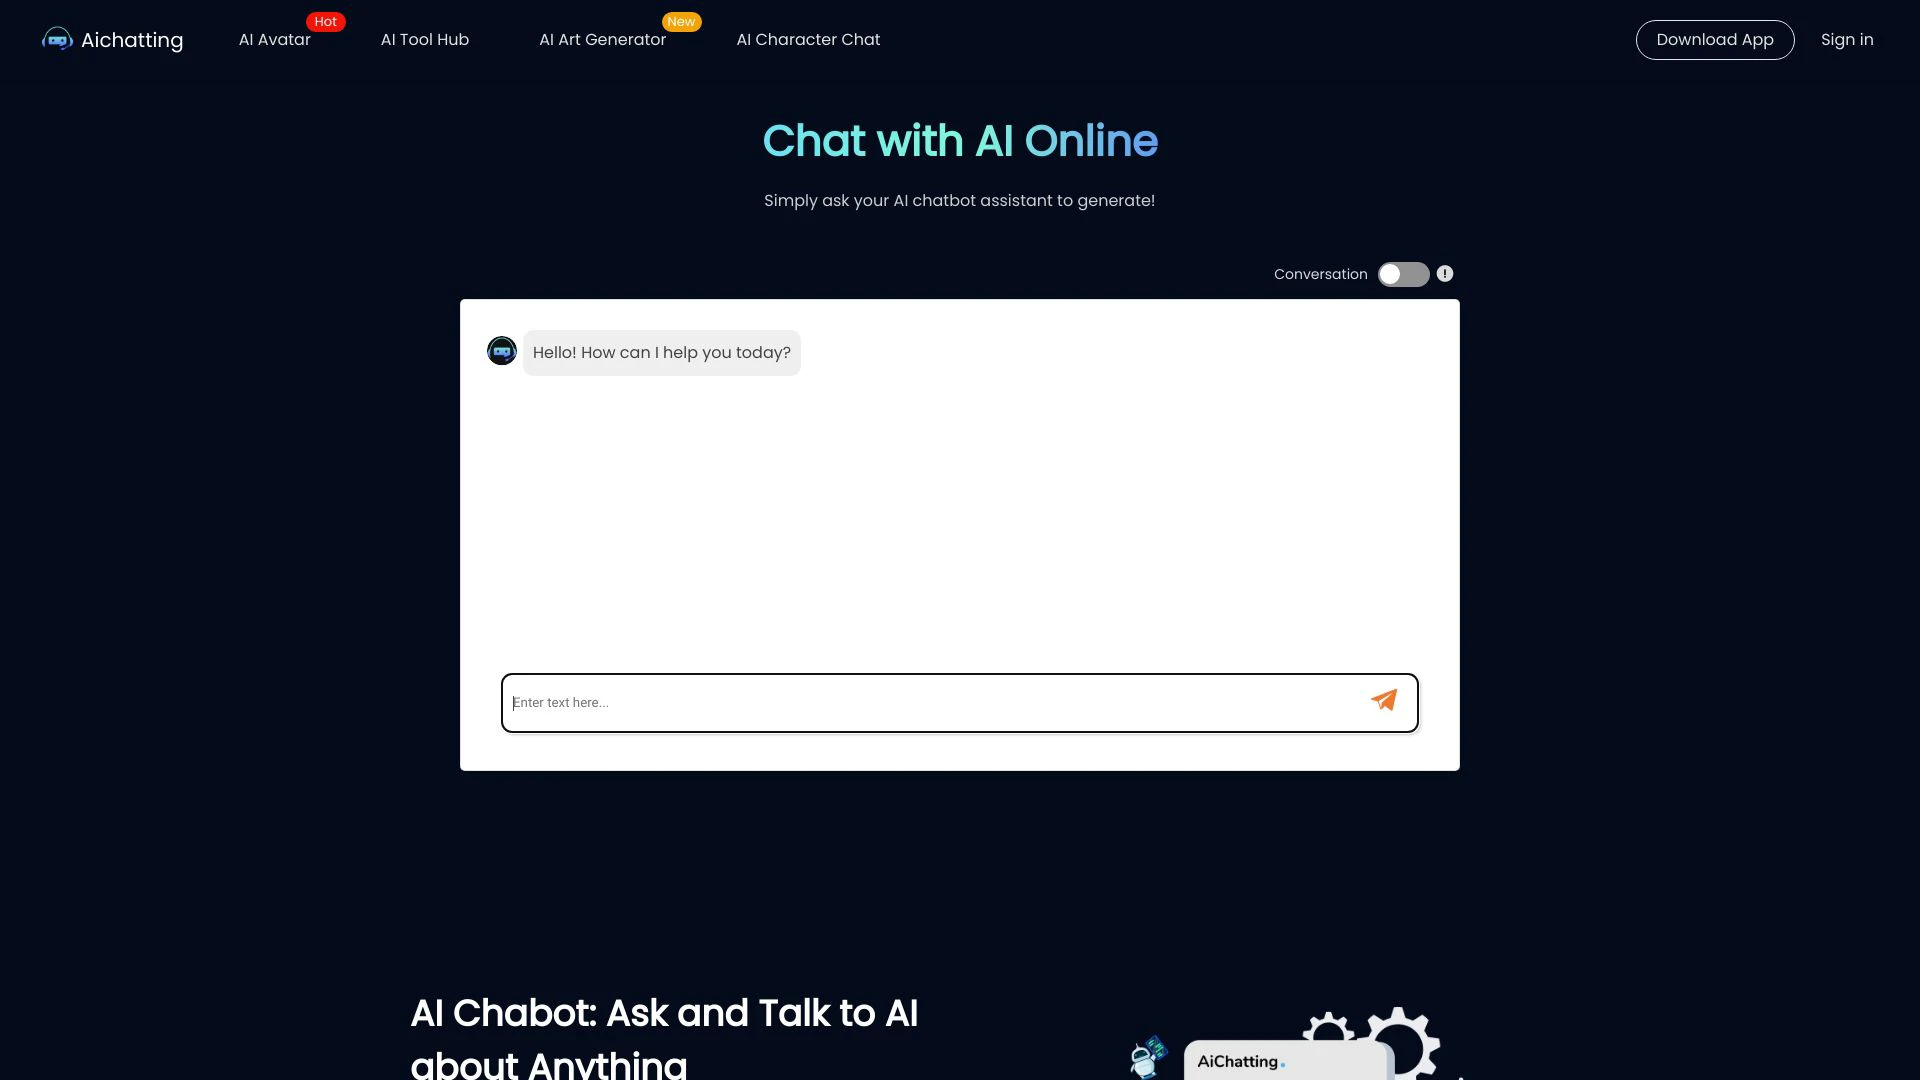 Aichatting
AI Avatar
Hot
AI Tool Hub
AI Art Generator
New
AI Character Chat
Download App
Sign in
Chat with AI Online
Simply ask your AI chatbot assistant to generate!
Conversation
!
Hello! How can I help you today?
Enter text here...
AI Chabot: Ask and Talk to AI
about Anything
AiChatting.